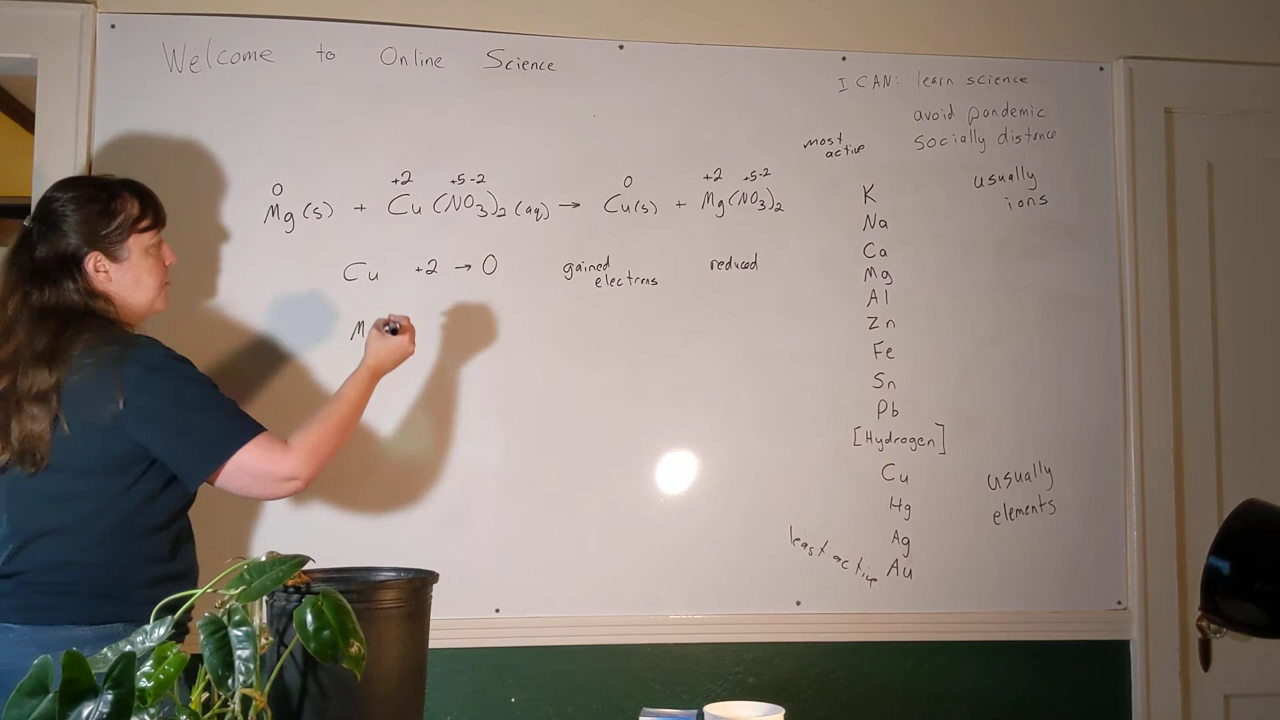 Welcome to Online Science
I CAN: learn science
avoid pandemic
socially distance
most
active
usually
ions
0 +2 +5 -2 0 +2 +5 -2
Mg(s) + Cu(NO3)2(aq) → Cu(s) + Mg(NO3)2
Cu +2 → 0 gained
electrons reduced
M
K
Na
Ca
Mg
Al
Zn
Fe
Sn
Pb
[Hydrogen]
Cu
Hg
Ag
Au
usually
elements
least active